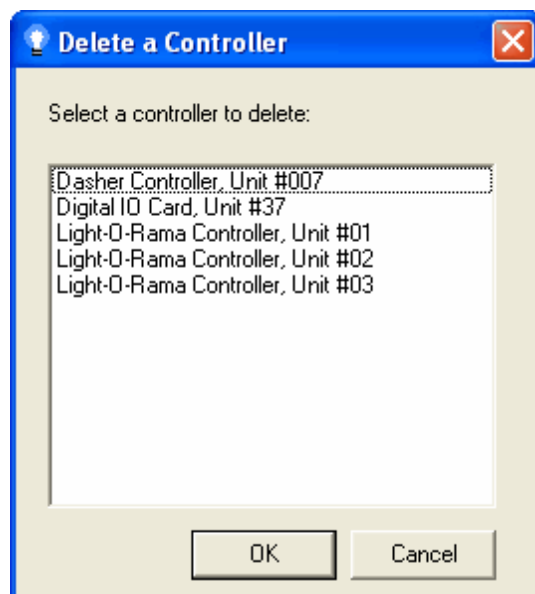 Delete a Controller
Select a controller to delete:
Dasher Controller, Unit #007
Digital IO Card, Unit #37
Light-O-Rama Controller, Unit #01
Light-O-Rama Controller, Unit #02
Light-O-Rama Controller, Unit #03
OK Cancel